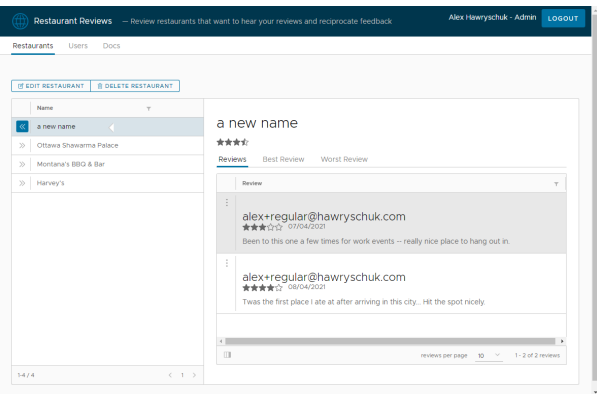 Restaurant Reviews — Review restaurants that want to hear your reviews and reciprocate feedback
Alex Hawryschuk - Admin LOGOUT
Restaurants Users Docs
EDIT RESTAURANT DELETE RESTAURANT
Name
a new name
Ottawa Shawarma Palace
Montana's BBQ & Bar
Harvey's
1-4 / 4
1
a new name
Reviews Best Review Worst Review
Review
alex+regular@hawryschuk.com
07/04/2021
Been to this one a few times for work events -- really nice place to hang out in.
alex+regular@hawryschuk.com
08/04/2021
Twas the first place i ate at after arriving in this city... Hit the spot nicely.
reviews per page 10 1 - 2 of 2 reviews